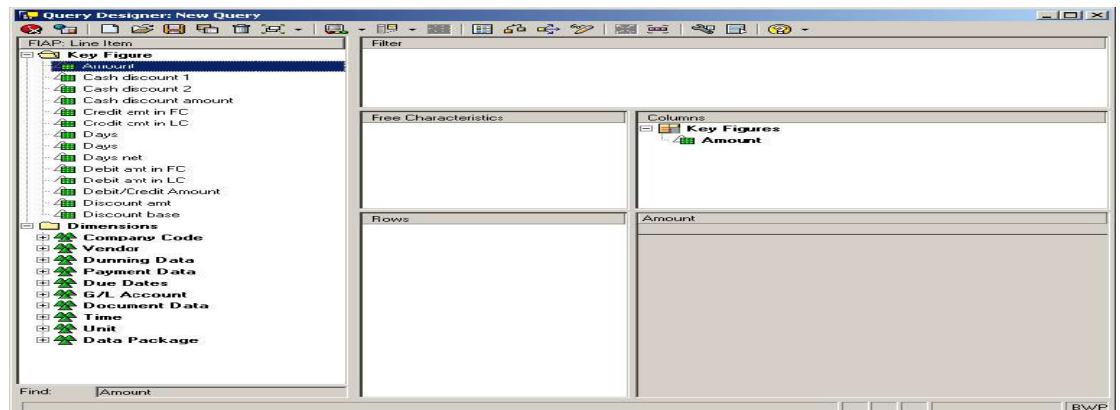 Query Designer: New Query
FIAP: Line Item
Key Figure
Amount
Cash discount 1
Cash discount 2
Cash discount amount
Credit amt in FC
Credit amt in LC
Days
Days
Days net
Debit amt in FC
Debit amt in LC
Debit/Credit Amount
Discount amt
Discount base
Dimensions
Company Code
Vendor
Dunning Data
Payment Data
Due Dates
G/L Account
Document Data
Time
Unit
Data Package
Find: Amount
Filter
Free Characteristics
Columns
Key Figures
Amount
Rows
Amount
BWP